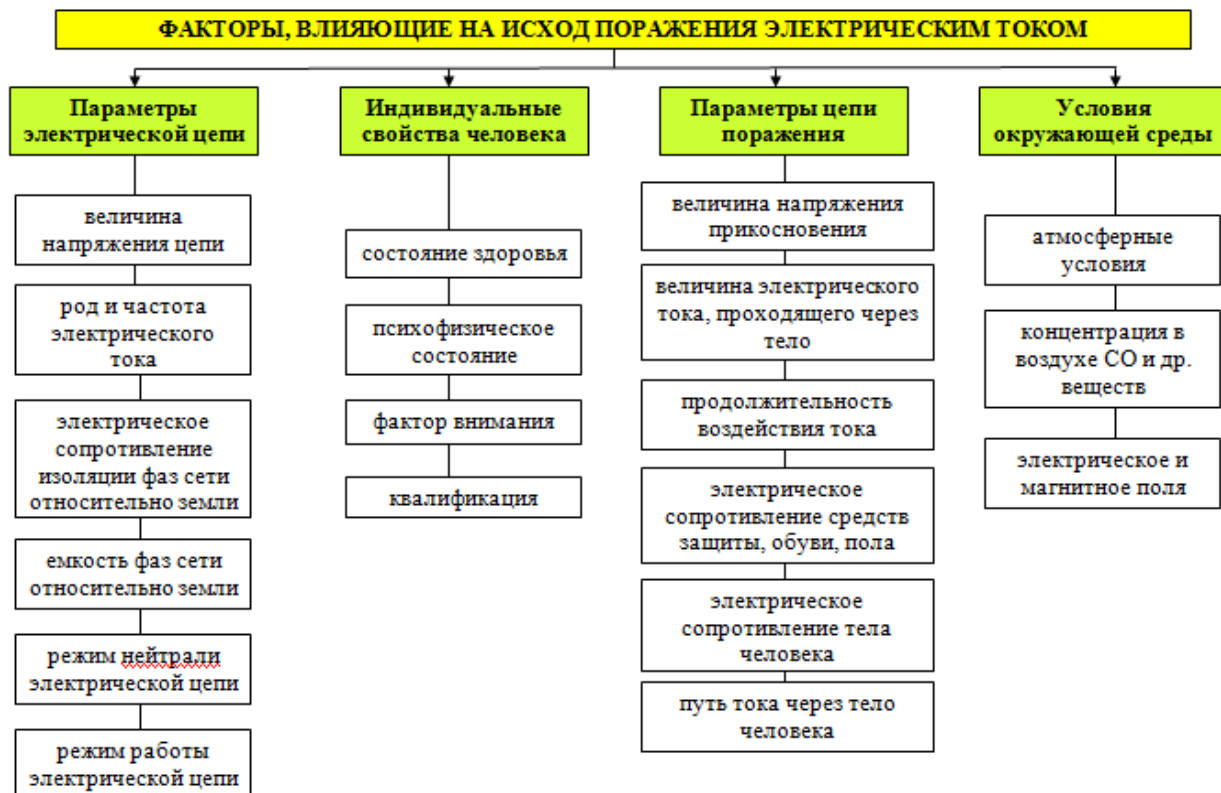 ФАКТОРЫ, ВЛИЯЮЩИЕ НА ИСХОД ПОРАЖЕНИЯ ЭЛЕКТРИЧЕСКИМ ТОКОМ
Параметры
электрической цепи
величина
напряжения цепи
род и частота
электрического
тока
электрическое
сопротивление
изоляции фаз сети
относительно земли
емкость фаз сети
относительно земли
режим нейтрали
электрической цепи
режим работы
электрической цепи
Индивидуальные
свойства человека
состояние здоровья
психофизическое
состояние
фактор внимания
квалификация
Параметры цепи
поражения
величина напряжения
прикосновения
величина электрического
тока, проходящего через
тело
продолжительность
воздействия тока
электрическое
сопротивление средств
защиты, обуви, пола
электрическое
сопротивление тела
человека
путь тока через тело
человека
Условия
окружающей среды
атмосферные
условия
концентрация в
воздухе СО и др.
веществ
электрическое и
магнитное поля